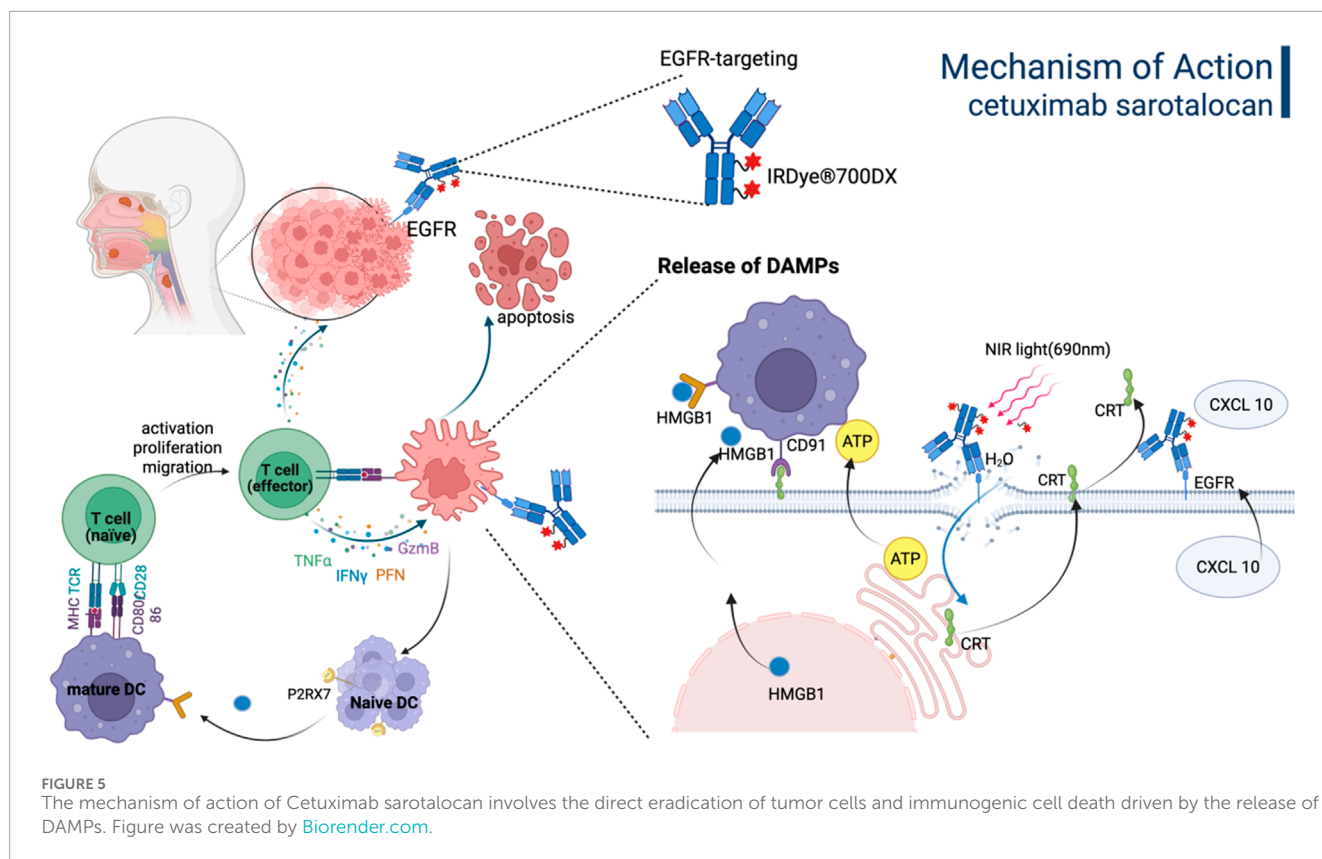 Mechanism of Action
cetuximab sarotalocan
EGFR-targeting
IRDye®700DX
EGFR
apoptosis
Release of DAMPs
activation
proliferation
migration
T cell
(effector)
T cell
(naïve)
TNFα
IFNγ
PFN
GzmB
MHC
TCR
CD80/
86
CD28
mature DC
P2RX7
Naive DC
HMGB1
HMGB1
CD91
ATP
NIR light(690nm)
H₂O
CRT
CRT
CXCL 10
EGFR
ATP
CXCL 10
CRT
HMGB1
FIGURE 5
The mechanism of action of Cetuximab sarotalocan involves the direct eradication of tumor cells and immunogenic cell death driven by the release of
DAMPs. Figure was created by Biorender.com.